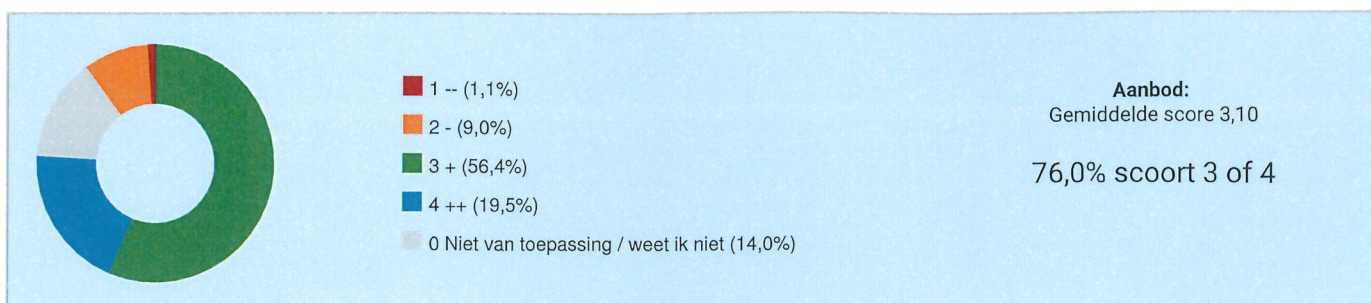 1 -- (1,1%)
2 - (9,0%)
3 + (56,4%)
4 ++ (19,5%)
0 Niet van toepassing / weet ik niet (14,0%)
Aanbod:
Gemiddelde score 3,10
76,0% scoort 3 of 4